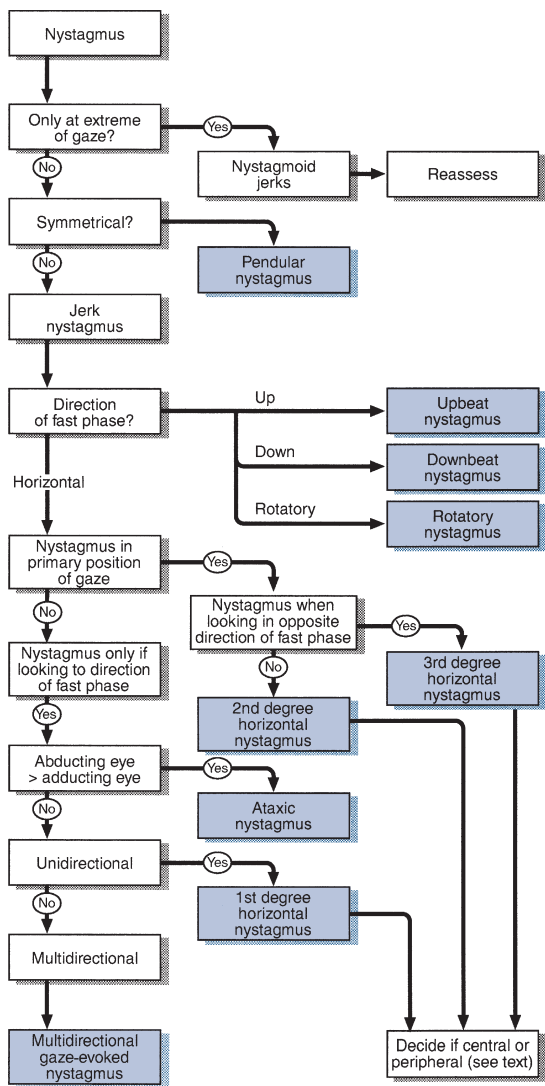 Nystagmus
Only at extreme
of gaze?
Yes
Nystagmoid
jerks
Reassess
No
Symmetrical?
Pendular
nystagmus
No
Jerk
nystagmus
Direction
of fast phase?
Up
Upbeat
nystagmus
Down
Downbeat
nystagmus
Rotatory
Rotatory
nystagmus
Horizontal
Nystagmus in
primary position
of gaze
Yes
Nystagmus when
looking in opposite
direction of fast phase
Yes
3rd degree
horizontal
nystagmus
No
2nd degree
horizontal
nystagmus
No
Nystagmus only if
looking to direction
of fast phase
Yes
Abducting eye
> adducting eye
Yes
Ataxic
nystagmus
No
Unidirectional
Yes
1st degree
horizontal
nystagmus
No
Multidirectional
Multidirectional
gaze-evoked
nystagmus
Decide if central or
peripheral (see text)